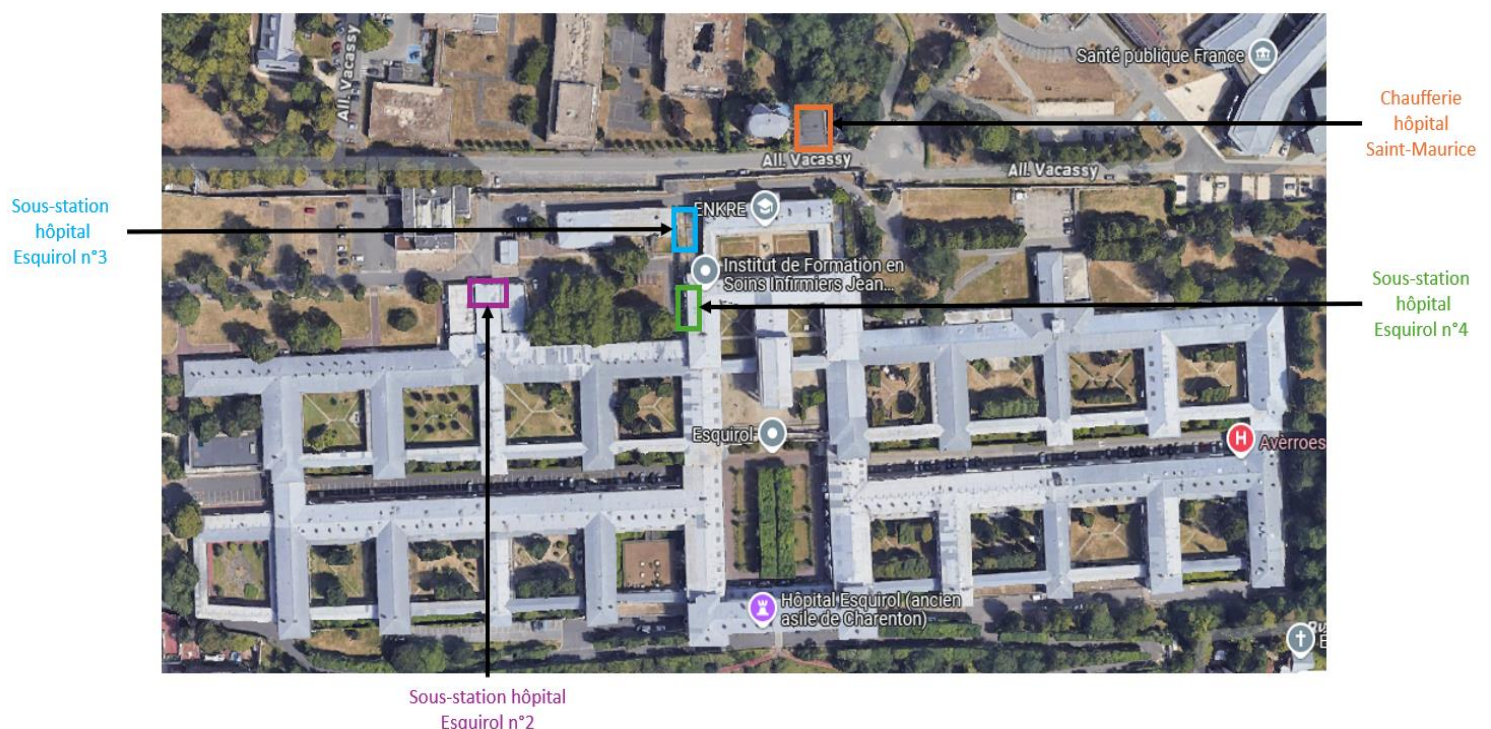 All. Vacassy
Santé publique France
Chaufferie
hôpital
Saint-Maurice
All. Vacassy
All. Vacassy
Sous-station
hôpital
Esquirol n°3
ENKRE
Institut de Formation en
Soins Infirmiers Jean...
Sous-station
hôpital
Esquirol n°4
Esquirol
Avèrroes
Hôpital Esquirol (ancien
asile de Charenton)
Sous-station hôpital
Esquirol n°2